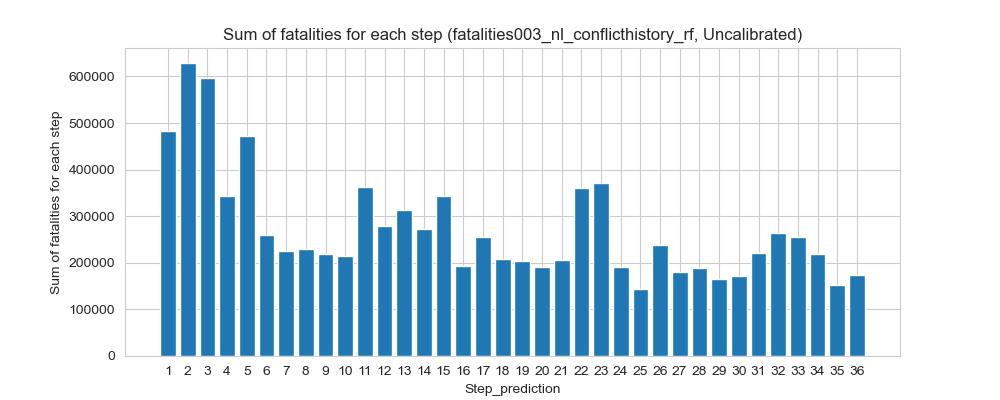 Sum of fatalities for each step (fatalities003_nl_conflicthistory_rf, Uncalibrated)
Sum of fatalities for each step
600000
500000
400000
300000
200000
100000
0
1 2 3 4 5 6 7 8 9 10 11 12 13 14 15 16 17 18 19 20 21 22 23 24 25 26 27 28 29 30 31 32 33 34 35 36
Step_prediction